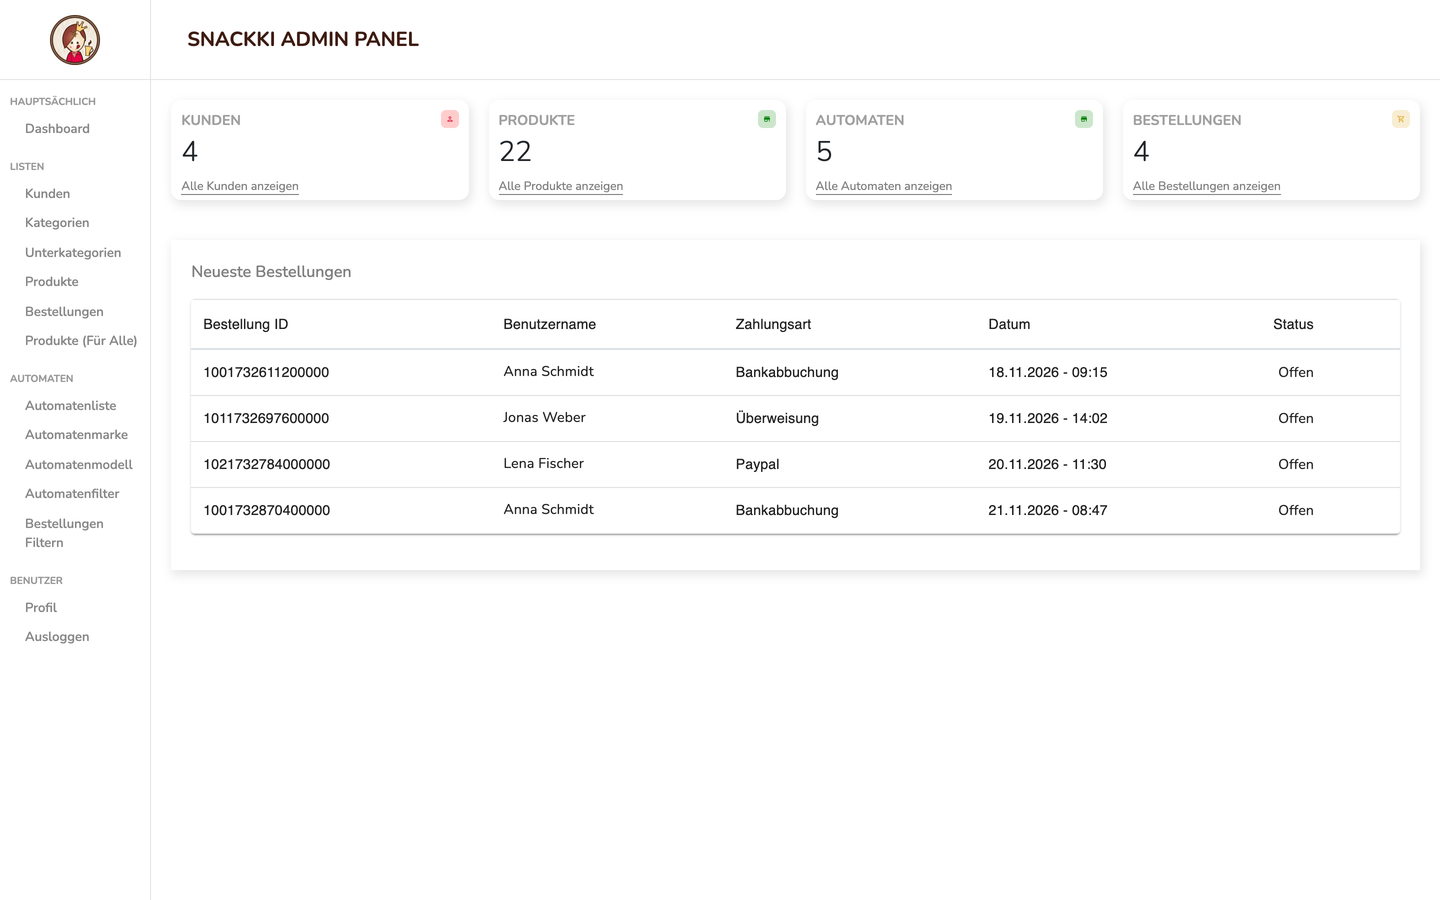 SNACKKI ADMIN PANEL
HAUPTSÄCHLICH
Dashboard
LISTEN
Kunden
Kategorien
Unterkategorien
Produkte
Bestellungen
Produkte (Für Alle)
AUTOMATEN
Automatenliste
Automatenmarke
Automatenmodell
Automatenfilter
Bestellungen
Filtern
BENUTZER
Profil
Ausloggen
KUNDEN
4
Alle Kunden anzeigen
PRODUKTE
22
Alle Produkte anzeigen
AUTOMATEN
5
Alle Automaten anzeigen
BESTELLUNGEN
4
Alle Bestellungen anzeigen
Neueste Bestellungen
Bestellung ID Benutzername Zahlungsart Datum Status
1001732611200000 Anna Schmidt Bankabbuchung 18.11.2026 - 09:15 Offen
1011732697600000 Jonas Weber Überweisung 19.11.2026 - 14:02 Offen
1021732784000000 Lena Fischer Paypal 20.11.2026 - 11:30 Offen
1001732870400000 Anna Schmidt Bankabbuchung 21.11.2026 - 08:47 Offen